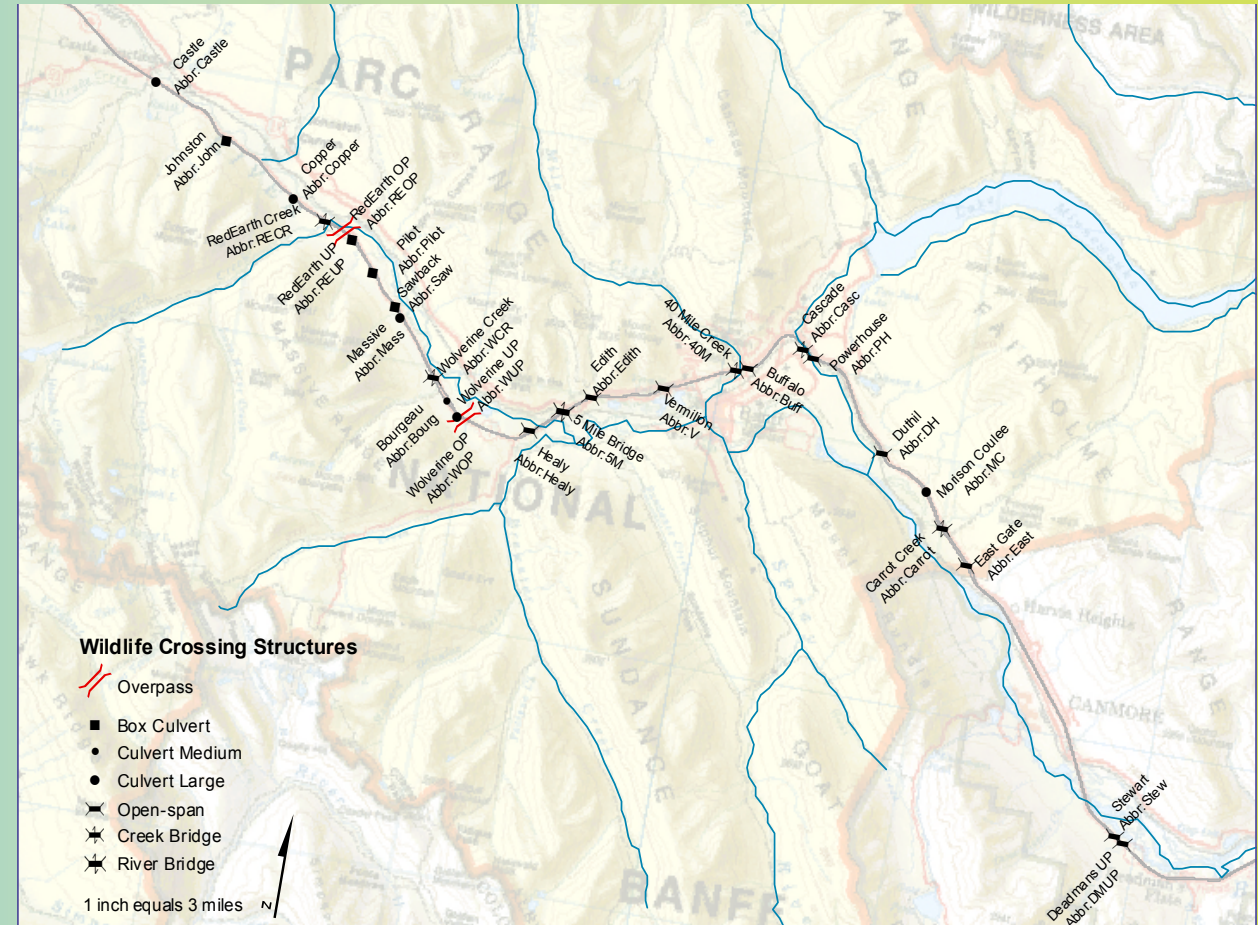 WILDERNESS AREA
PARC
RANGE
Castle
Abbr:Castle
Johnston
Abbr:John
Copper
Abbr:Copper
RedEarth Creek
Abbr:RECR
RedEarth OP
Abbr:REOP
RedEarth UP
Abbr:REUP
Pilot
Abbr:Pilot
Sawback
Abbr:Saw
Massive
Abbr:Mass
Wolverine Creek
Abbr:WCR
Wolverine UP
Abbr:WUP
Bourgeau
Abbr:Bourg
Wolverine OP
Abbr:WOP
Healy
Abbr:Healy
5 Mile Bridge
Abbr:5M
Edith
Abbr:Edith
Vermilion
Abbr:V
40 Mile Creek
Abbr:40M
Buffalo
Abbr:Buff
Cascade
Abbr:Casc
Powerhouse
Abbr:PH
Duthil
Abbr:DH
Morison Coulee
Abbr:MC
Carrot Creek
Abbr:Carrot
East Gate
Abbr:East
Harvie Heights
CANMORE
Stewart
Abbr:Stew
Deadmans UP
Abbr:DMUP
NATIONAL
SUNDANCE
RANGE
GOAT
RANGE
BANFF
Wildlife Crossing Structures
Overpass
Box Culvert
Culvert Medium
Culvert Large
Open-span
Creek Bridge
River Bridge
1 inch equals 3 miles
N